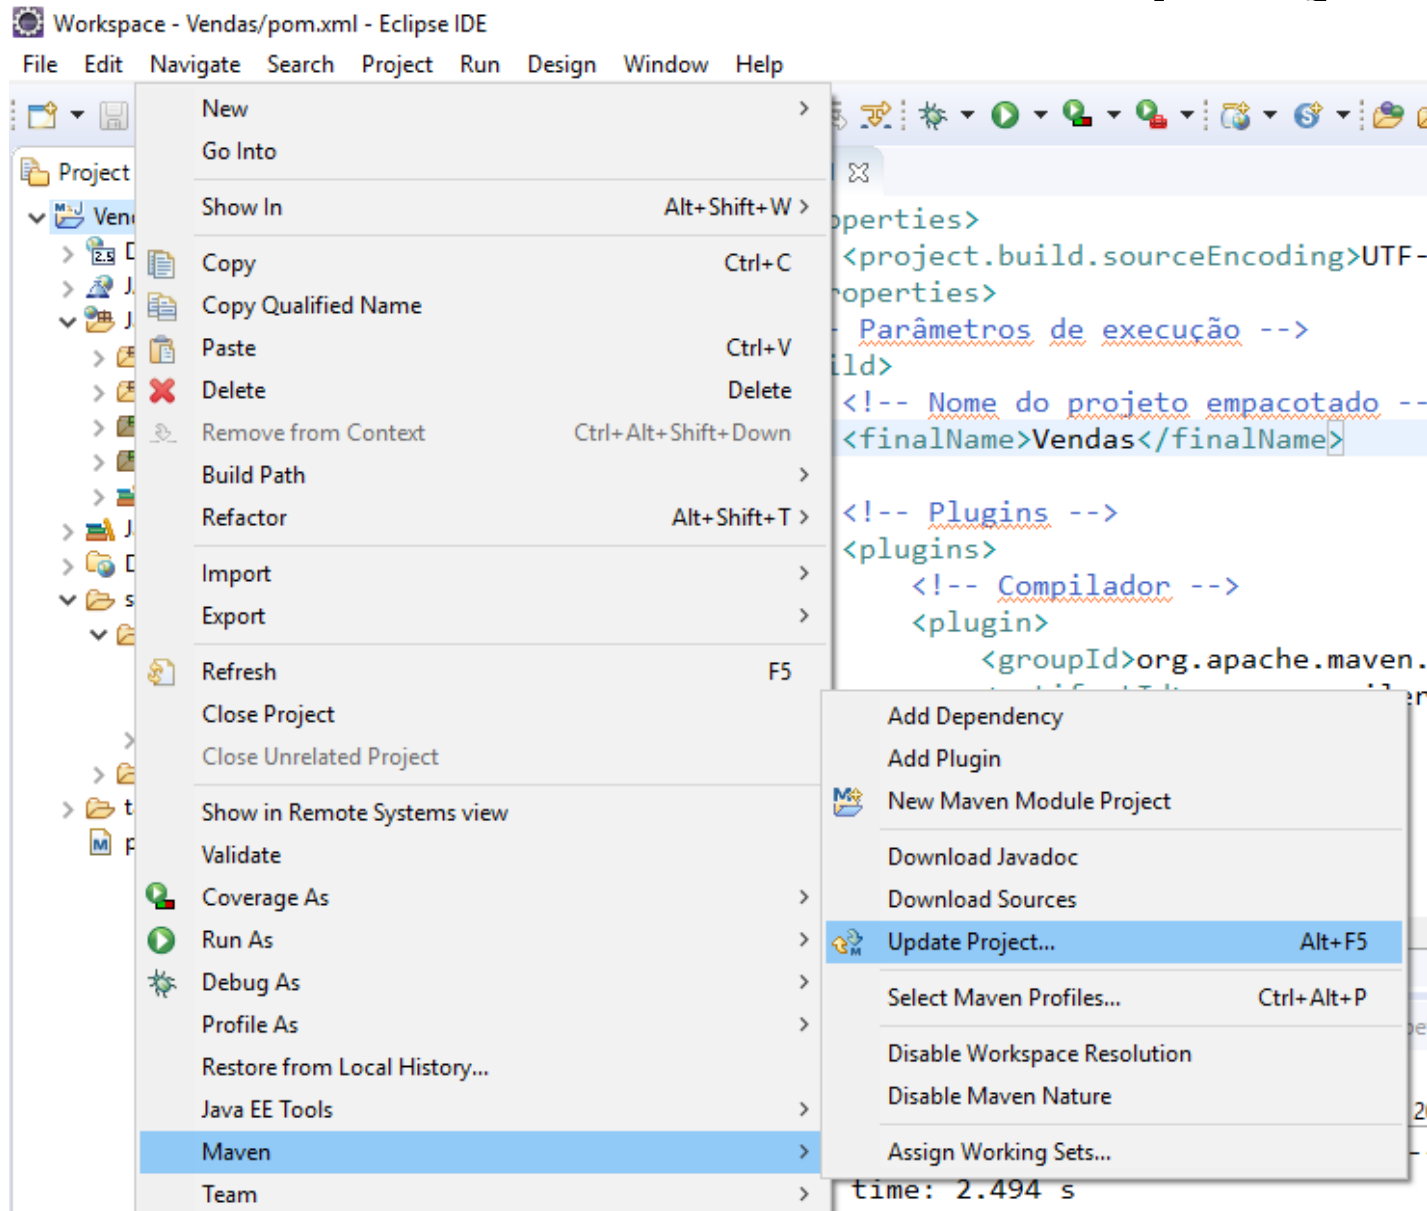 Workspace - Vendas/pom.xml - Eclipse IDE
File Edit Navigate Search Project Run Design Window Help
New
Go Into
Project
Show In Alt+Shift+W
Copy Ctrl+C
Copy Qualified Name
Paste Ctrl+V
Delete Delete
Remove from Context Ctrl+Alt+Shift+Down
Build Path
Refactor Alt+Shift+T
Import
Export
Refresh F5
Close Project
Close Unrelated Project
Show in Remote Systems view
Validate
Coverage As
Run As
Debug As
Profile As
Restore from Local History...
Java EE Tools
Maven
Team
operties>
<project.build.sourceEncoding>UTF-
roperties>
- Parâmetros de execução -->
ild>
<!-- Nome do projeto empacotado --
<finalName>Vendas</finalName>
<!-- Plugins -->
<plugins>
<!-- Compilador -->
<plugin>
<groupId>org.apache.maven.
Add Dependency
Add Plugin
New Maven Module Project
Download Javadoc
Download Sources
Update Project... Alt+F5
Select Maven Profiles... Ctrl+Alt+P
Disable Workspace Resolution
Disable Maven Nature
Assign Working Sets...
time: 2.494 s